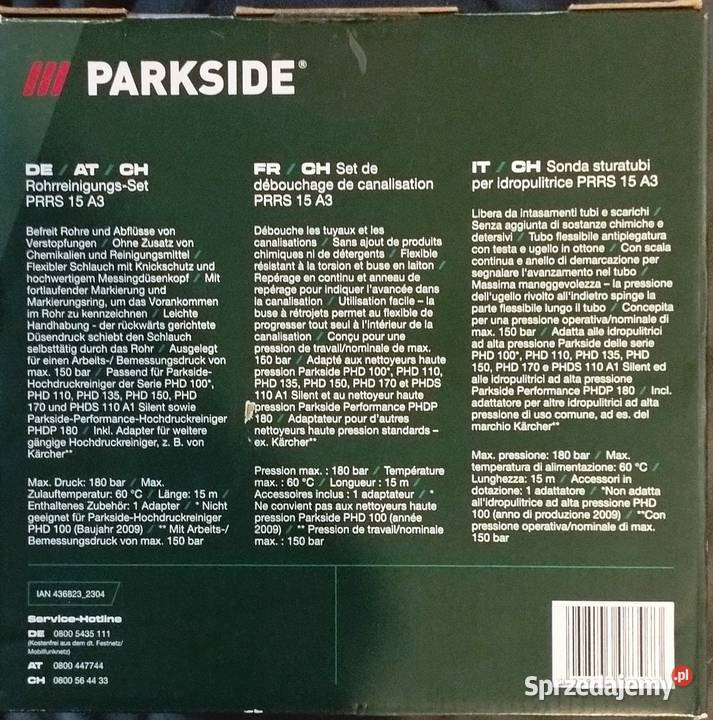 PARKSIDE®
DE / AT / CH
Rohrreinigungs-Set
PRRS 15 A3
Befreit Rohre und Abflüsse von
Verstopfungen / Ohne Zusatz von
Chemikalien und Reinigungsmittel /
Flexibler Schlauch mit Knickschutz und
hochwertigem Messingdüsenkopf / Mit
fortlaufender Markierung und
Markierungsring, um das Vorankommen
im Rohr zu kennzeichnen / Leichte
Handhabung - der rückwärts gerichtete
Düsendruck schiebt den Schlauch
selbsttätig durch das Rohr / Ausgelegt
für einen Arbeits-/ Bemessungsdruck von
max. 150 bar / Passend für Parkside-
Hochdruckreiniger der Serie PHD 100*,
PHD 110, PHD 135, PHD 150, PHD
170 und PHDS 110 A1 Silent sowie
Parkside-Performance-Hochdruckreiniger
PHDP 180 / Inkl. Adapter für weitere
gängige Hochdruckreiniger, z. B. von
Kärcher**
Max. Druck: 180 bar / Max.
Zulauftemperatur: 60 °C / Länge: 15 m /
Enthaltenes Zubehör: 1 Adapter / * Nicht
geeignet für Parkside-Hochdruckreiniger
PHD 100 (Baujahr 2009) / ** Mit Arbeits-/
Bemessungsdruck von max. 150 bar
FR / CH Set de
débouchage de canalisation
PRRS 15 A3
Débouche les tuyaux et les
canalisations / Sans ajout de produits
chimiques ni de détergents / Flexible
résistant à la torsion et buse en laiton /
Repérage en continu et anneau de
repérage pour indiquer l'avancée dans
la canalisation / Utilisation facile – la
buse à rétrojets permet au flexible de
progresser tout seul à l'intérieur de la
canalisation / Conçu pour une
pression de travail/nominale de max.
150 bar / Adapté aux nettoyeurs haute
pression Parkside PHD 100*, PHD 110,
PHD 135, PHD 150, PHD 170 et PHDS
110 A1 Silent et au nettoyeur haute
pression Parkside Performance PHDP
180 / Adaptateur pour d'autres
nettoyeurs haute pression standards –
ex. Kärcher**
Pression max. : 180 bar / Température
max. : 60 °C / Longueur : 15 m /
Accessoires inclus : 1 adaptateur / *
Ne convient pas aux nettoyeurs haute
pression Parkside PHD 100 (année
2009) / ** Pression de travail/nominale
max. : 150 bar
IT / CH Sonda sturatubi
per idropulitrice PRRS 15 A3
Libera da intasamenti tubi e scarichi /
Senza aggiunta di sostanze chimiche e
detersivi / Tubo flessibile antipiegatura
con testa e ugello in ottone / Con scala
continua e anello di demarcazione per
segnalare l'avanzamento nel tubo /
Massima maneggevolezza – la pressione
dell'ugello rivolto all'indietro spinge la
parte flessibile lungo il tubo / Concepita
per una pressione operativa/nominale di
max. 150 bar / Adatta alle idropulitrici
ad alta pressione Parkside delle serie
PHD 100*, PHD 110, PHD 135, PHD
150, PHD 170 e PHDS 110 A1 Silent ed
alle idropulitrici ad alta pressione
Parkside Performance PHDP 180 / Incl.
adattatore per altre idropulitrici ad alta
pressione di uso comune, ad es. del
marchio Kärcher**
Max. pressione: 180 bar / Max.
temperatura di alimentazione: 60 °C /
Lunghezza: 15 m / Accessori in
dotazione: 1 adattatore / *Non adatta
all'idropulitrice ad alta pressione PHD
100 (anno di produzione 2009) / **Con
pressione operativa/nominale di max.
150 bar
IAN 436823_2304
Service-Hotline
DE 0800 5435 111
(Kostenfrei aus dem dt. Festnetz/
Mobilfunknetz)
AT 0800 447744
CH 0800 56 44 33
Sprzedajemy.pl